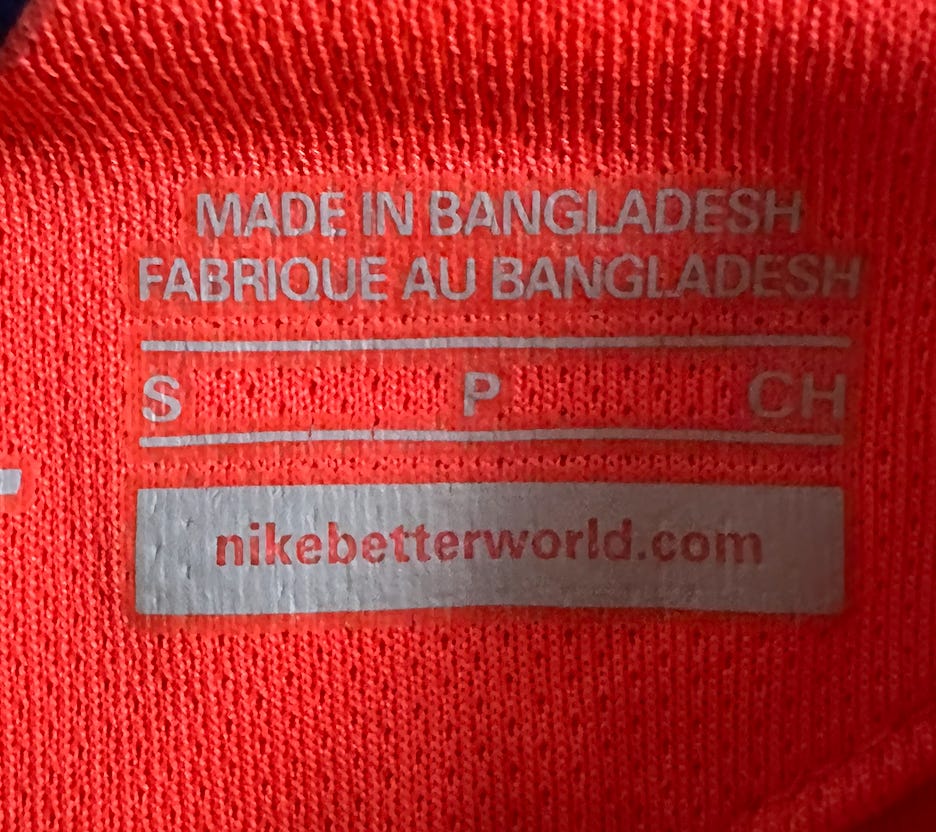 MADE IN BANGLADESH
FABRIQUE AU BANGLADESH
S P CH
nikebetterworld.com